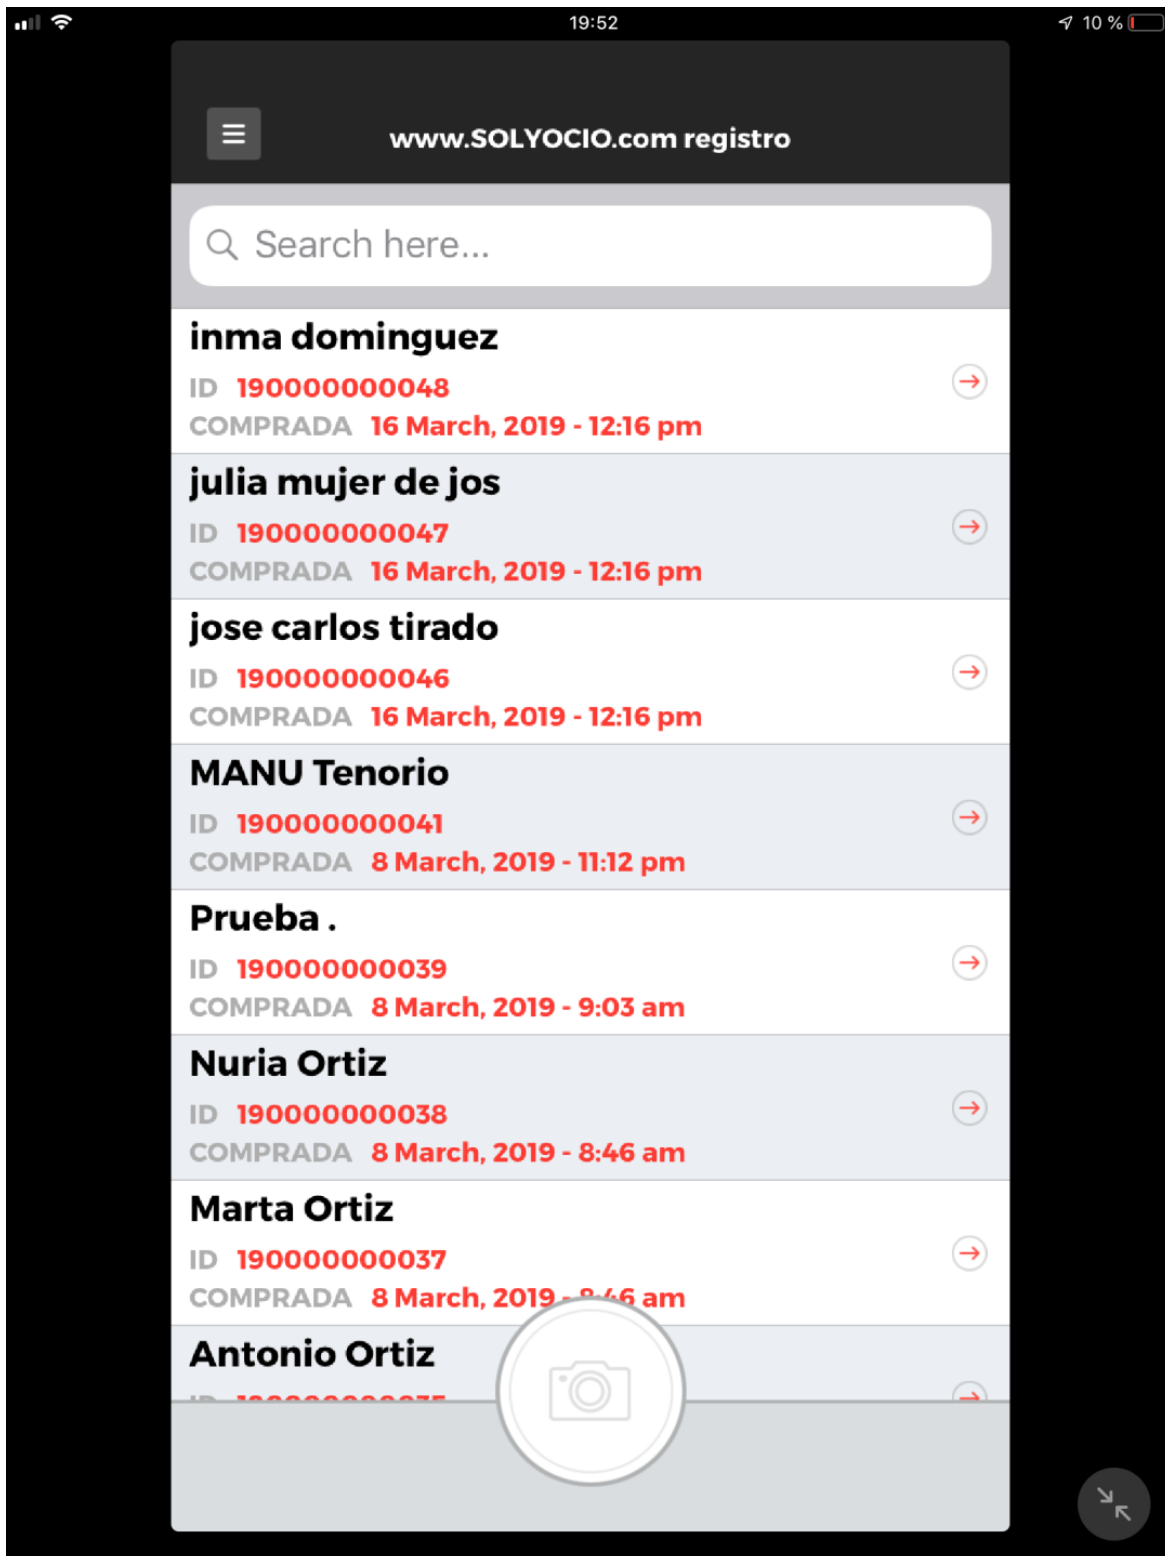 19:52
10 %
www.SOLYOCIO.com registro
Search here...
inma dominguez
ID 190000000048
COMPRADA 16 March, 2019 - 12:16 pm
julia mujer de jos
ID 190000000047
COMPRADA 16 March, 2019 - 12:16 pm
jose carlos tirado
ID 190000000046
COMPRADA 16 March, 2019 - 12:16 pm
MANU Tenorio
ID 190000000041
COMPRADA 8 March, 2019 - 11:12 pm
Prueba .
ID 190000000039
COMPRADA 8 March, 2019 - 9:03 am
Nuria Ortiz
ID 190000000038
COMPRADA 8 March, 2019 - 8:46 am
Marta Ortiz
ID 190000000037
COMPRADA 8 March, 2019 - 8:46 am
Antonio Ortiz
ID